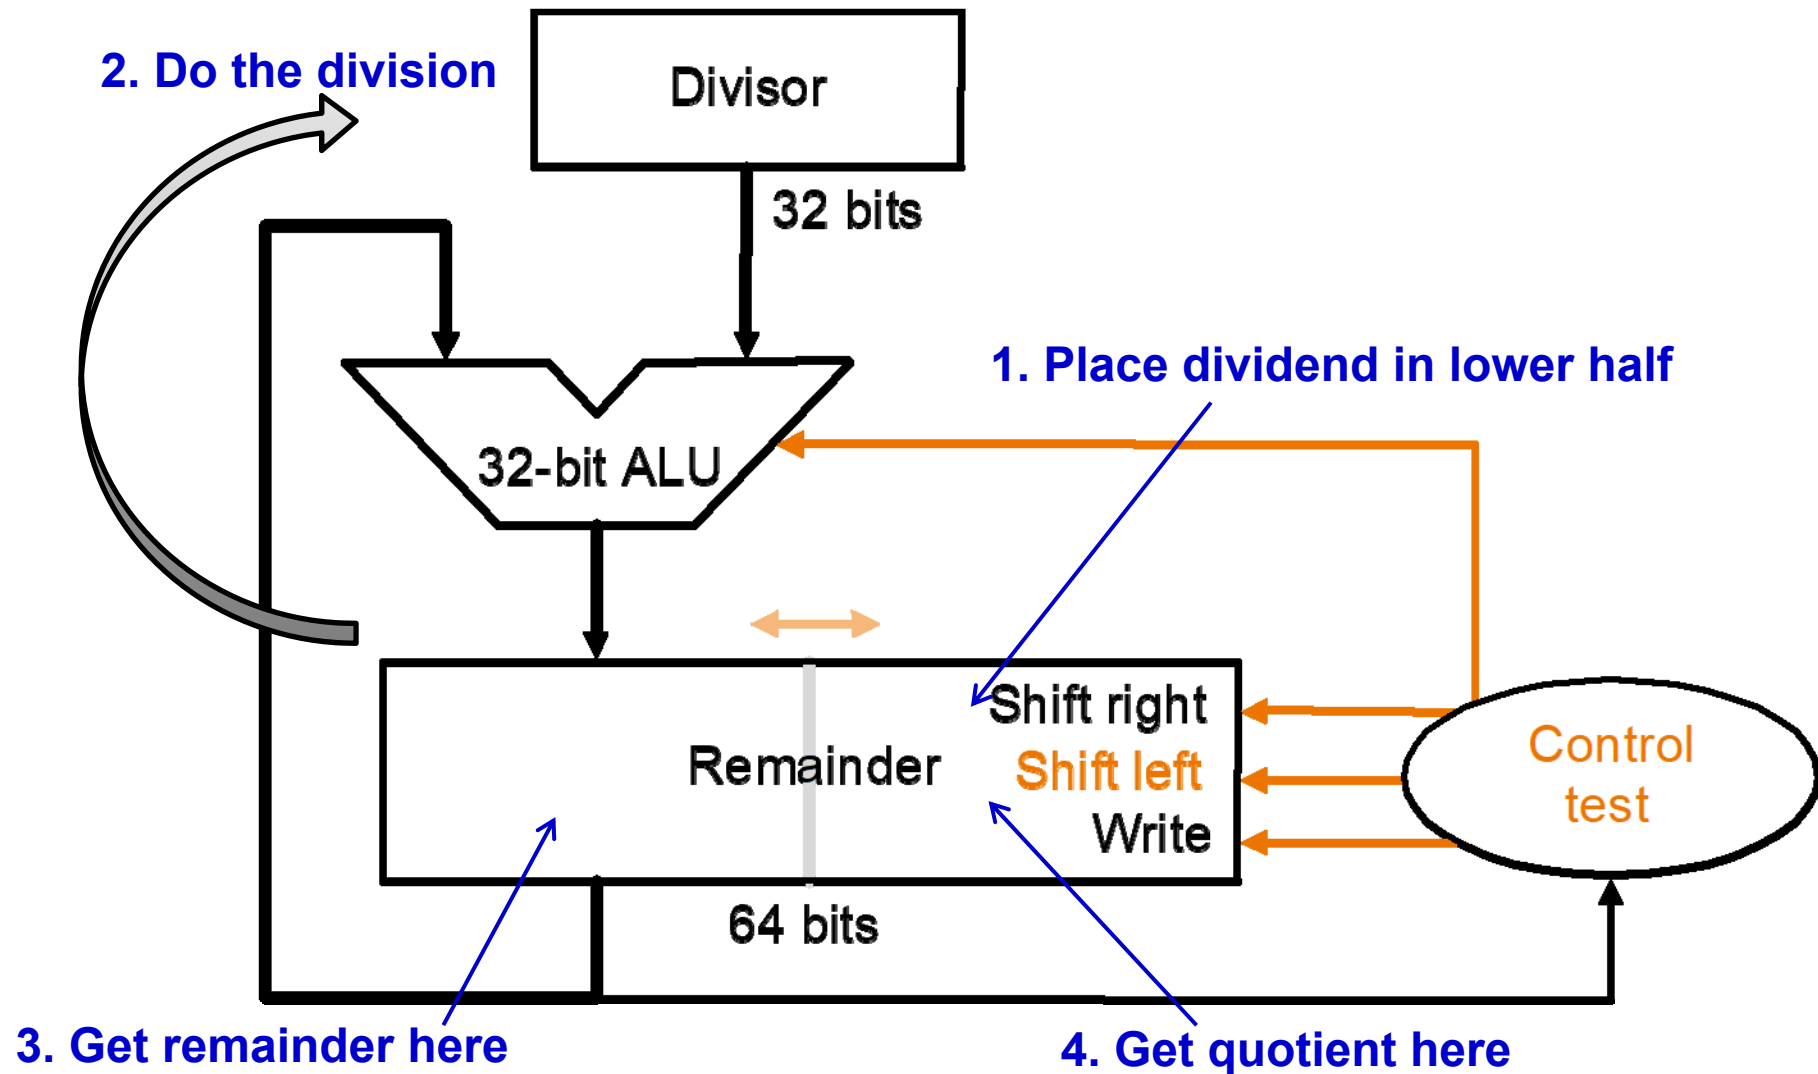 2. Do the division
Divisor
32 bits
1. Place dividend in lower half
32-bit ALU
Shift right
Remainder
Shift left
Write
Control
test
64 bits
3. Get remainder here
4. Get quotient here